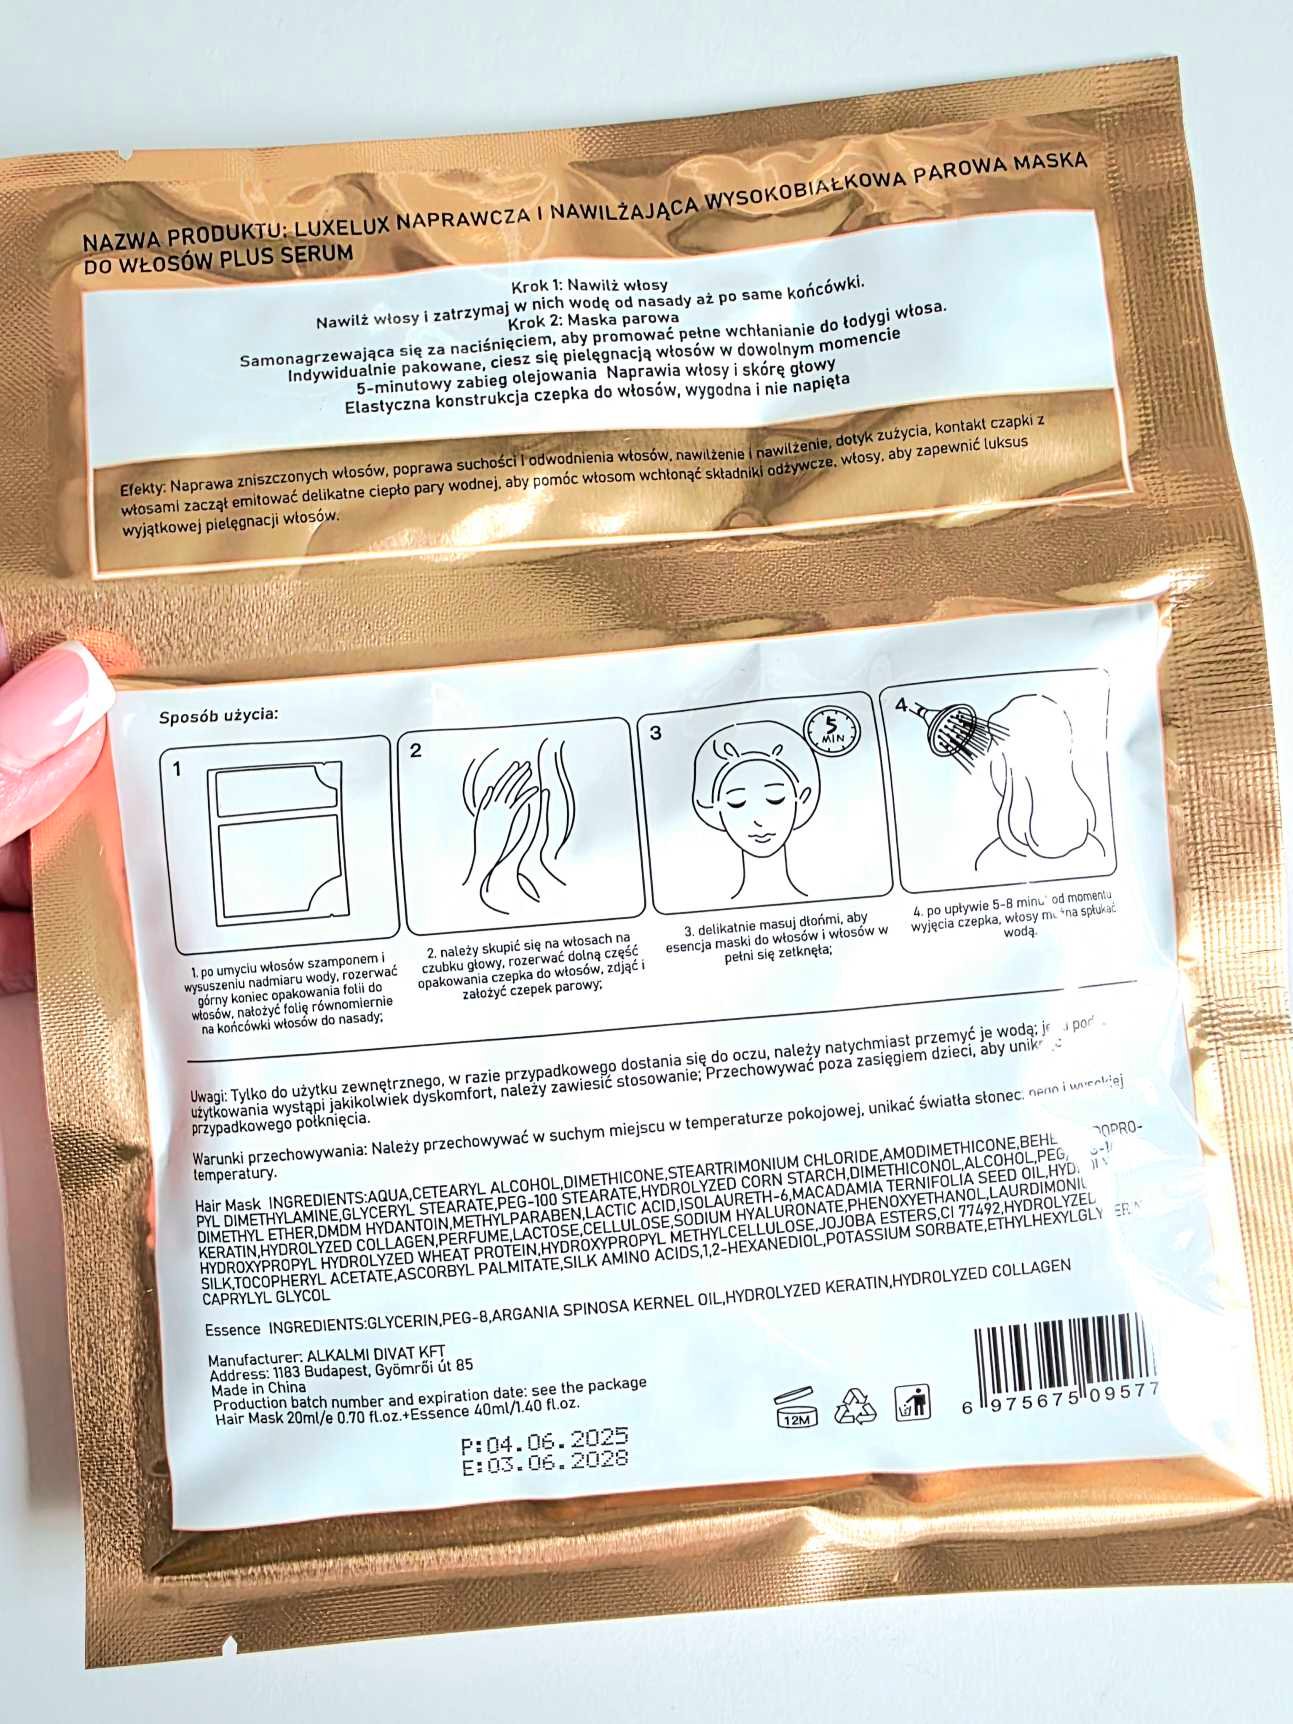 NAZWA PRODUKTU: LUXELUX NAPRAWCZA I NAWILŻAJĄCA WYSOKOBIAŁKOWA PAROWA MASKA
DO WŁOSÓW PLUS SERUM
Krok 1: Nawilż włosy
Nawilż włosy i zatrzymaj w nich wodę od nasady aż po same końcówki.
Krok 2: Maska parowa
Samonagrzewająca się za naciśnięciem, aby promować pełne wchłanianie do łodygi włosa.
Indywidualnie pakowane, ciesz się pielęgnacją włosów w dowolnym momencie
5-minutowy zabieg olejowania Naprawia włosy i skórę głowy
Elastyczna konstrukcja czepka do włosów, wygodna i nie napięta
Efekty: Naprawa zniszczonych włosów, poprawa suchości i odwodnienia włosów, nawilżenie i nawilżenie, dotyk zużycia, kontakt czapki z
włosami zaczął emitować delikatne ciepło pary wodnej, aby pomóc włosom wchłonąć składniki odżywcze, włosy, aby zapewnić luksus
wyjątkowej pielęgnacji włosów.
Sposób użycia:
1
2
3
5
MIN
4
1. po umyciu włosów szamponem i
wysuszeniu nadmiaru wody, rozerwać
górny koniec opakowania folii do
włosów, nałożyć folię równomiernie
na końcówki włosów do nasady;
2. należy skupić się na włosach na
czubku głowy, rozerwać dolną część
opakowania czepka do włosów, zdjąć i
założyć czepek parowy;
3. delikatnie masuj dłońmi, aby
esencja maski do włosów i włosów w
pełni się zetknęła;
4. po upływie 5-8 od momentu
wyjęcia czepka, włosy spłukać
wodą.
Uwagi: Tylko do użytku zewnętrznego, w razie przypadkowego dostania się do oczu, należy natychmiast przemyć je wodą;
użytkowania wystąpi jakikolwiek dyskomfort, należy zawiesić stosowanie; Przechowywać poza zasięgiem dzieci, aby
przypadkowego połknięcia.
Warunki przechowywania: Należy przechowywać w suchym miejscu w temperaturze pokojowej, unikać światła
temperatury.
Hair Mask INGREDIENTS:AQUA,CETEARYL ALCOHOL,DIMETHICONE,STEARTRIMONIUM CHLORIDE,AMODIMETHICONE,
PYL DIMETHYLAMINE,GLYCERYL STEARATE,PEG-100 STEARATE,HYDROLYZED CORN STARCH,DIMETHICONOL,ALCOHOL,
DIMETHYL ETHER,DMDM HYDANTOIN,METHYLPARABEN,LACTIC ACID,ISOLAURETH-6,MACADAMIA TERNIFOLIA SEED OIL,
KERATIN,HYDROLYZED COLLAGEN,PERFUME,LACTOSE,CELLULOSE,SODIUM HYALURONATE,PHENOXYETHANOL,
HYDROXYPROPYL HYDROLYZED WHEAT PROTEIN,HYDROXYPROPYL METHYLCELLULOSE,JOJOBA ESTERS,CI 77492,
SILK,TOCOPHERYL ACETATE,ASCORBYL PALMITATE,SILK AMINO ACIDS,1,2-HEXANEDIOL,POTASSIUM SORBATE,
CAPRYLYL GLYCOL
Essence INGREDIENTS:GLYCERIN,PEG-8,ARGANIA SPINOSA KERNEL OIL,HYDROLYZED KERATIN,HYDROLYZED COLLAGEN
Manufacturer: ALKALMI DIVAT KFT
Address: 1183 Budapest, Gyömrői út 85
Made in China
Production batch number and expiration date: see the package
Hair Mask 20ml/e 0.70 fl.oz.+Essence 40ml/1.40 fl.oz.
12M
6 975675 09577
P:04.06.2025
E:03.06.2028